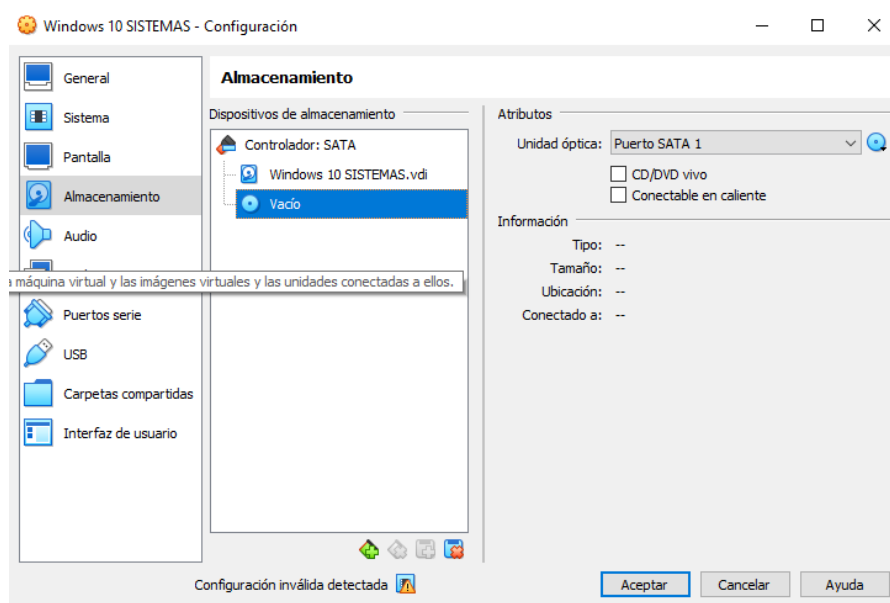 Windows 10 SISTEMAS - Configuración
General
Sistema
Pantalla
Almacenamiento
Audio
máquina virtual y las imágenes virtuales y las unidades conectadas a ellos.
Puertos serie
USB
Carpetas compartidas
Interfaz de usuario
Almacenamiento
Dispositivos de almacenamiento
Controlador: SATA
Windows 10 SISTEMAS.vdi
Vacío
Atributos
Unidad óptica: Puerto SATA 1
CD/DVD vivo
Conectable en caliente
Información
Tipo: --
Tamaño: --
Ubicación: --
Conectado a: --
Configuración inválida detectada
Aceptar
Cancelar
Ayuda